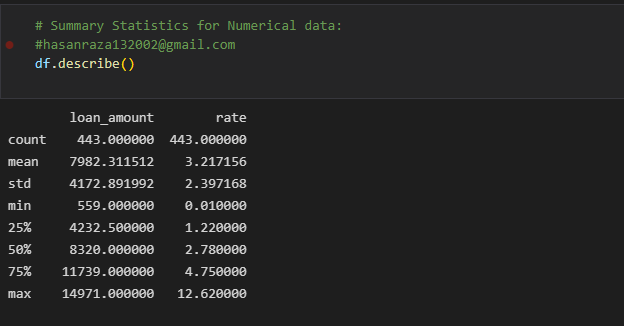 # Summary Statistics for Numerical data:
#hasanraza132002@gmail.com
df.describe()
loan_amount rate
count 443.000000 443.000000
mean 7982.311512 3.217156
std 4172.891992 2.397168
min 559.000000 0.010000
25% 4232.500000 1.220000
50% 8320.000000 2.780000
75% 11739.000000 4.750000
max 14971.000000 12.620000